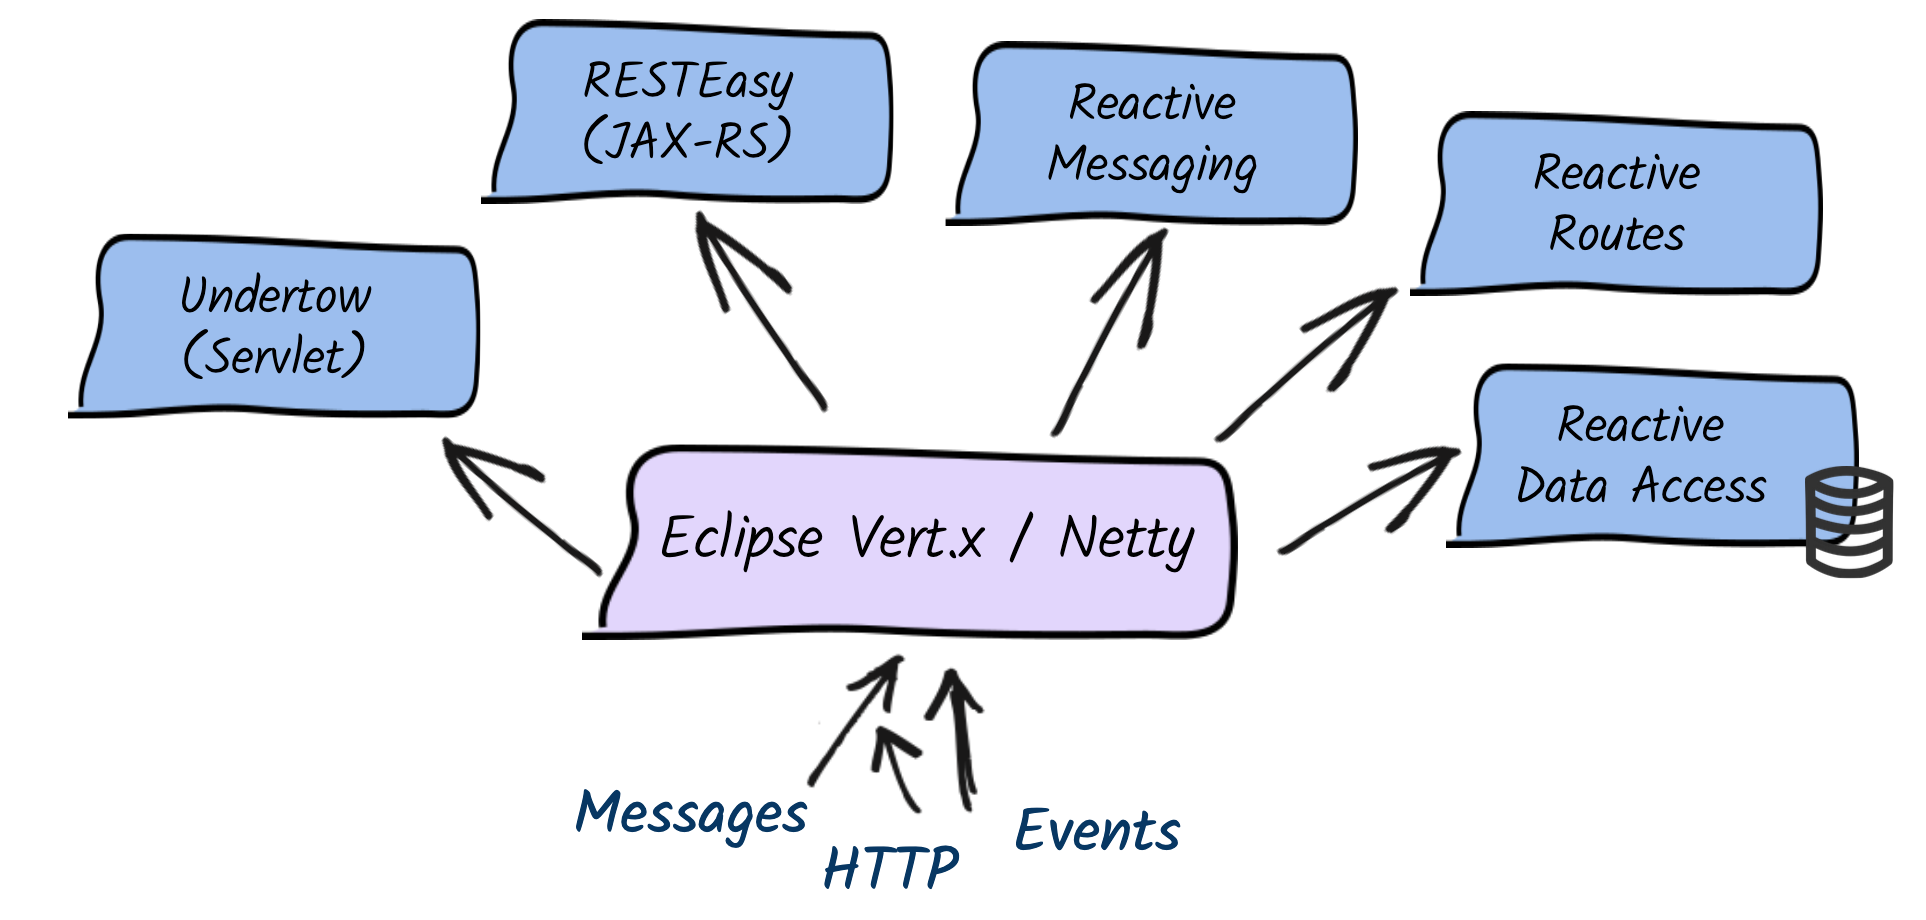 RESTEasy
(JAX-RS)
Reactive
Messaging
Reactive
Routes
Undertow
(Servlet)
Reactive
Data Access
Eclipse Vert.x / Netty
Messages
HTTP
Events